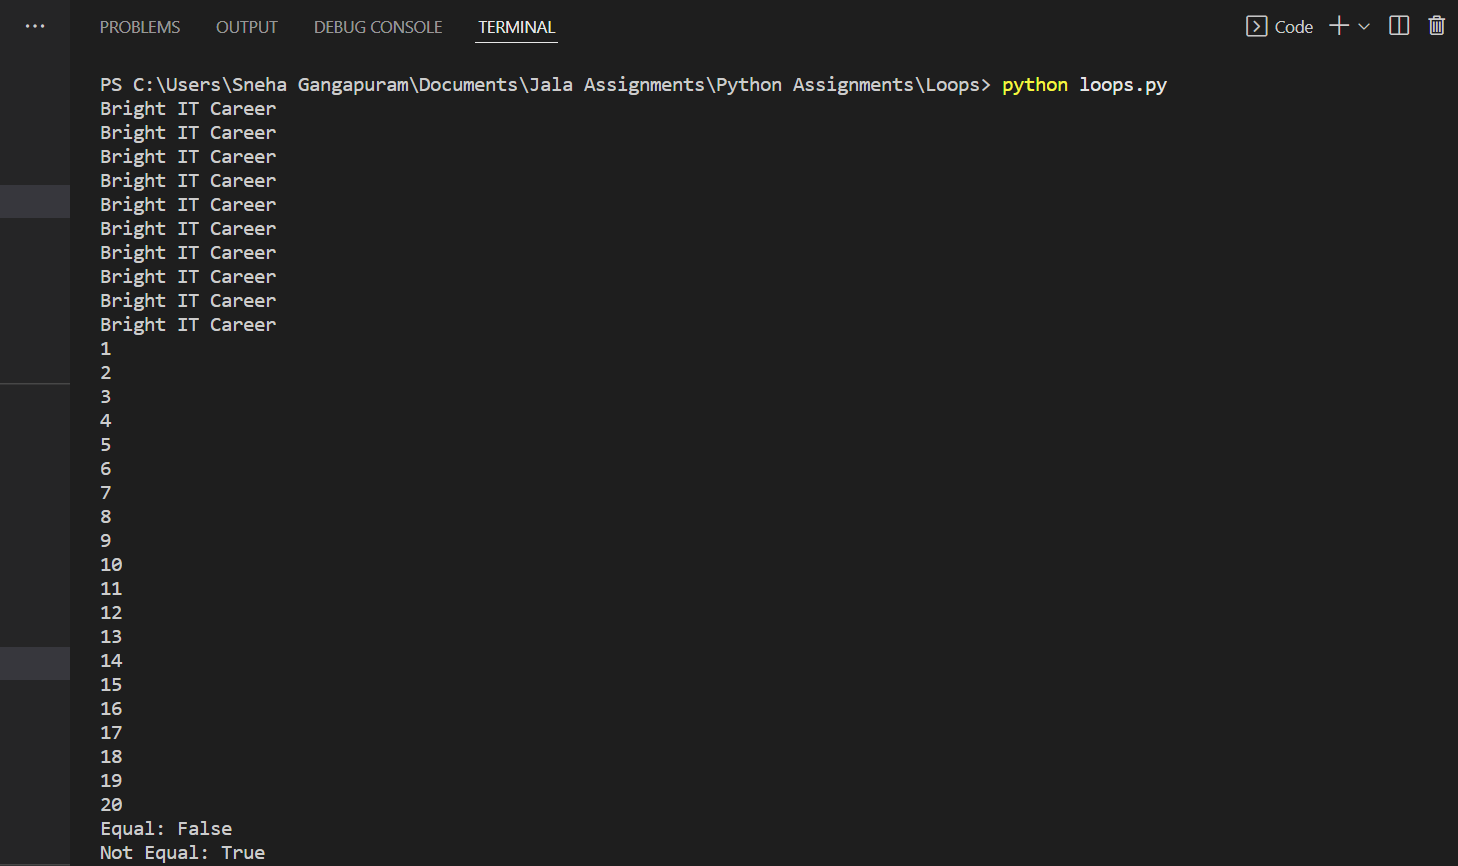 ··· PROBLEMS OUTPUT DEBUG CONSOLE TERMINAL Code
PS C:\Users\Sneha Gangapuram\Documents\Jala Assignments\Python Assignments\Loops> python loops.py
Bright IT Career
Bright IT Career
Bright IT Career
Bright IT Career
Bright IT Career
Bright IT Career
Bright IT Career
Bright IT Career
Bright IT Career
Bright IT Career
1
2
3
4
5
6
7
8
9
10
11
12
13
14
15
16
17
18
19
20
Equal: False
Not Equal: True